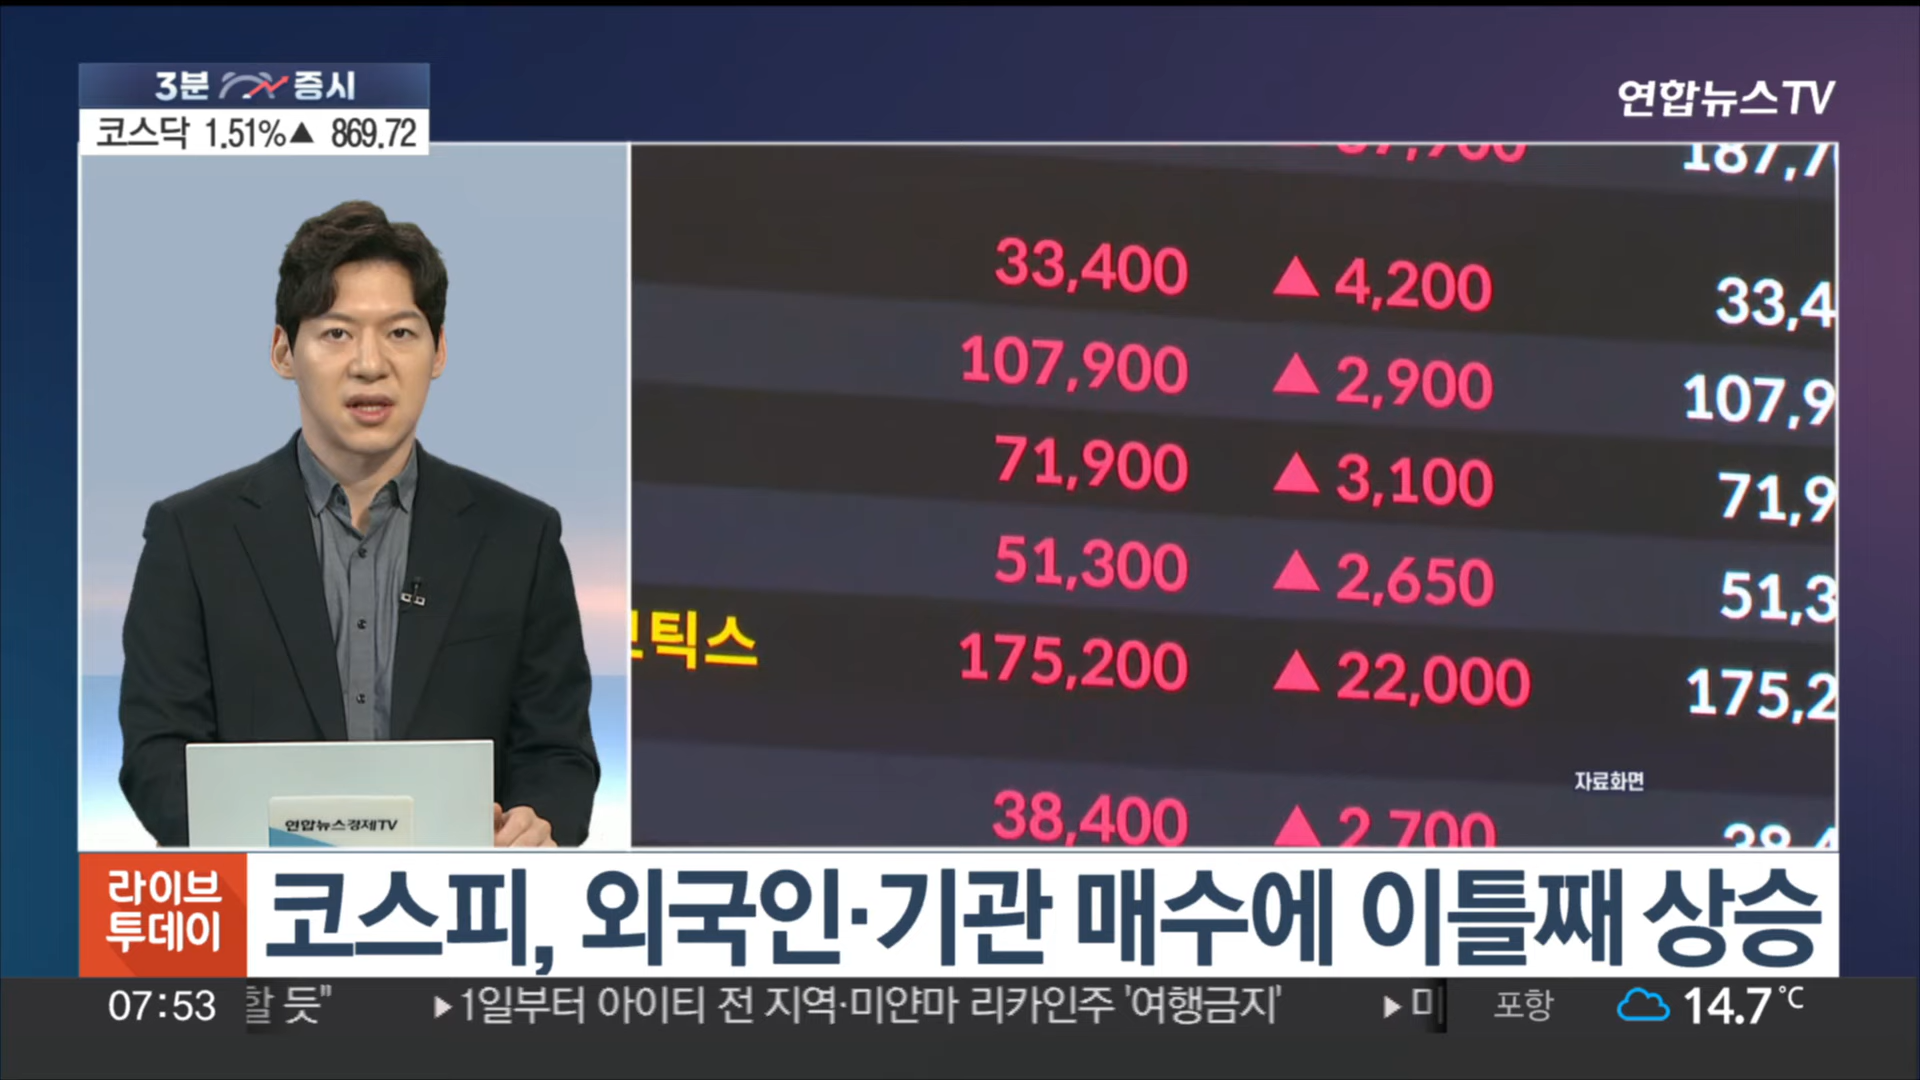 3분 증시
연합뉴스TV
코스닥 1.51%▲ 869.72
33,400 ▲4,200 33,4
107,900 ▲2,900 107,9
71,900 ▲3,100 71,9
51,300 ▲2,650 51,3
틱스 175,200 ▲22,000 175,2
자료화면
38,400 ▲2,700 38,4
연합뉴스경제TV
라이브
투데이
코스피, 외국인·기관 매수에 이틀째 상승
07:53 할 듯” ▶1일부터 아이티 전 지역·미얀마 리카인주 '여행금지' ▶미 포항 14.7℃